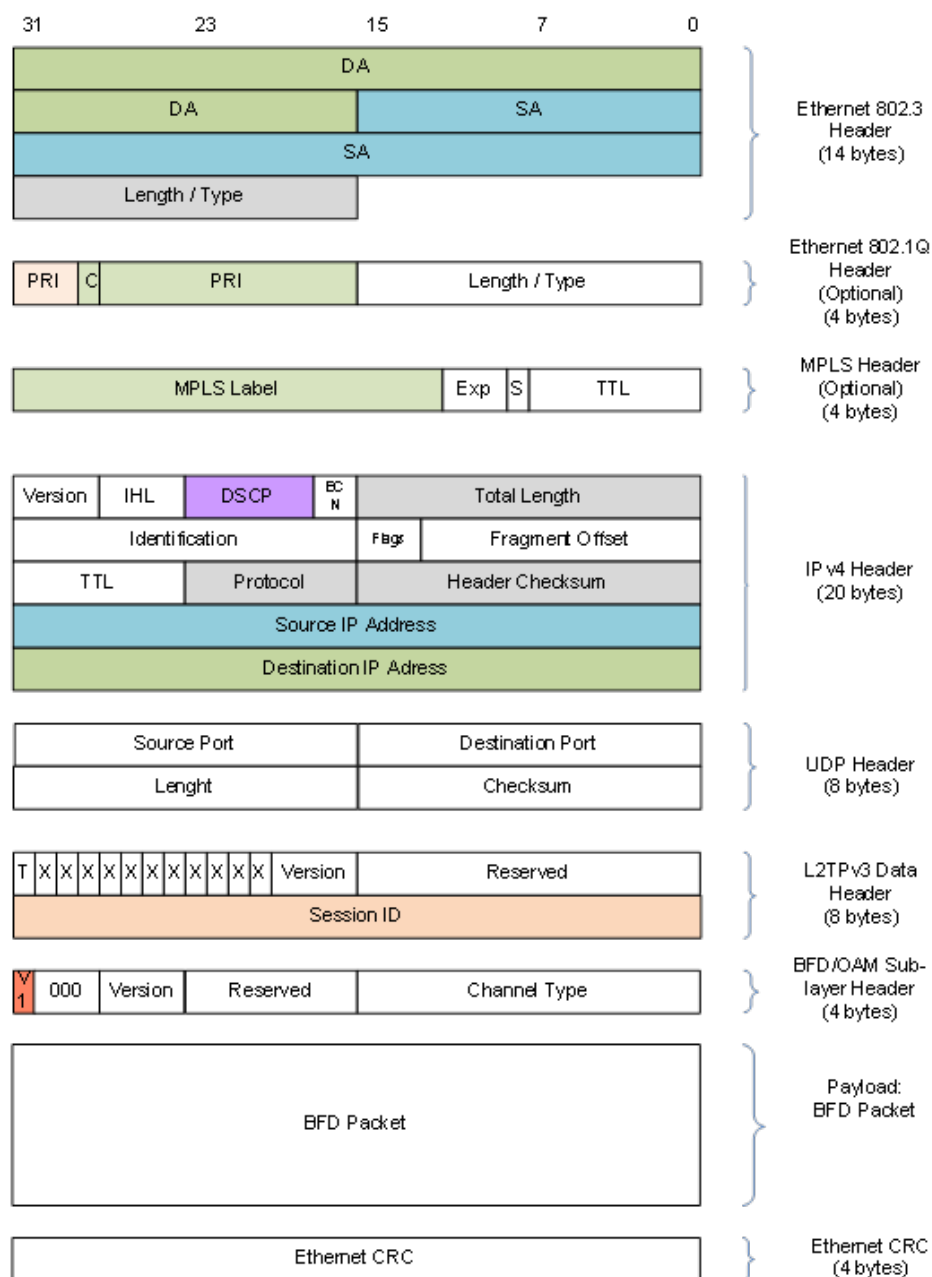 31 23 15 7 0
DA
DA SA
SA
Length / Type
Ethernet 802.3
Header
(14 bytes)
PRI C PRI Length / Type
Ethernet 802.1Q
Header
(Optional)
(4 bytes)
MPLS Label Exp S TTL
MPLS Header
(Optional)
(4 bytes)
Version IHL DSCP EC N Total Length
Identification Flags Fragment Offset
TTL Protocol Header Checksum
Source IP Address
Destination IP Adress
IPv4 Header
(20 bytes)
Source Port Destination Port
Lenght Checksum
UDP Header
(8 bytes)
T X X X X X X X X X X X Version Reserved
Session ID
L2TPv3 Data
Header
(8 bytes)
V 1 000 Version Reserved Channel Type
BFD/OAM Sub-
layer Header
(4 bytes)
BFD Packet
Payload:
BFD Packet
Ethernet CRC
Ethernet CRC
(4 bytes)